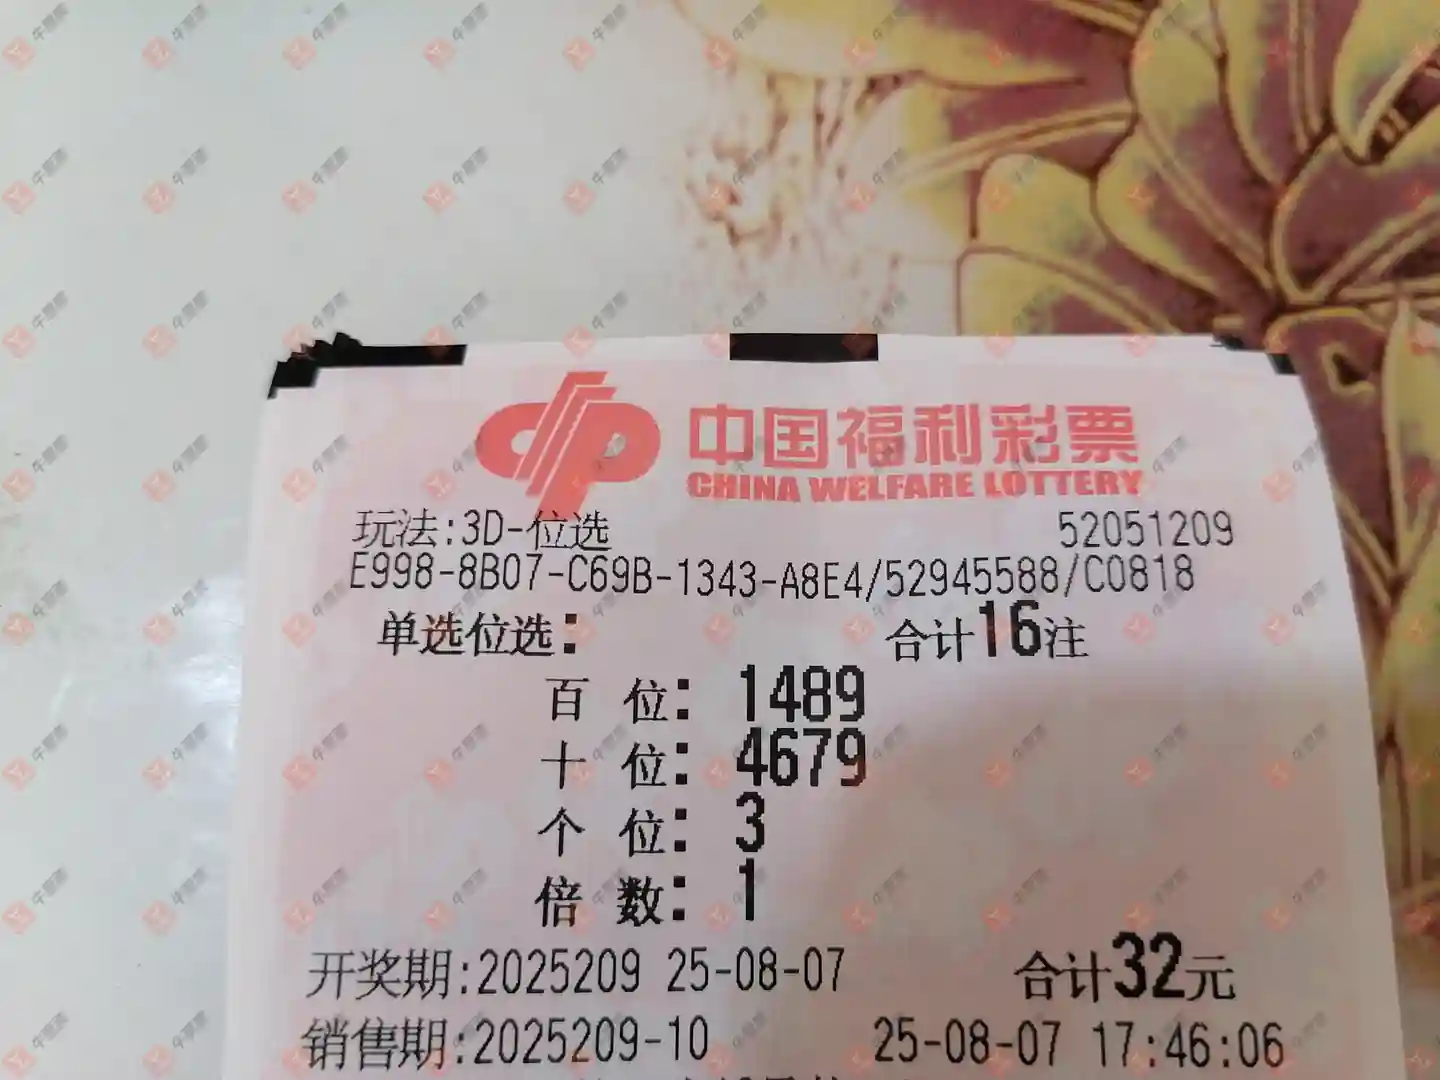 中国福利彩票
CHINA WELFARE LOTTERY
玩法:3D-位选 52051209
E998-8B07-C69B-1343-A8E4/52945588/C0818
单选位选: 合计16注
百 位: 1489
十 位: 4679
个 位: 3
倍 数: 1
开奖期:2025209 25-08-07 合计32元
销售期:2025209-10 25-08-07 17:46:06